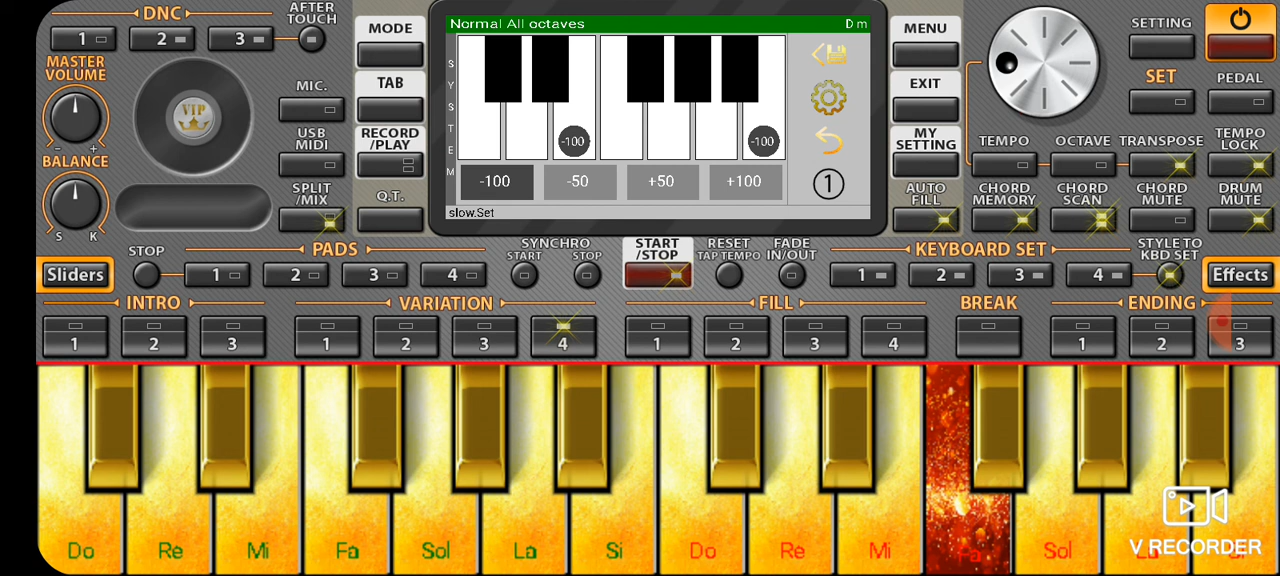 DNC
1
2
3
AFTER
TOUCH
MASTER
VOLUME
- +
BALANCE
S K
VIP
MIC.
USB
MIDI
SPLIT
/MIX
MODE
TAB
RECORD
/PLAY
Q.T.
Normal All octaves
D m
SYSTEM
-100
-100
-100
-50
+50
+100
1
slow.Set
MENU
EXIT
MY
SETTING
AUTO
FILL
SETTING
SET
PEDAL
TEMPO
OCTAVE
TRANSPOSE
TEMPO
LOCK
CHORD
MEMORY
CHORD
SCAN
CHORD
MUTE
DRUM
MUTE
Sliders
STOP
PADS
1
2
3
4
SYNCHRO
START
STOP
START
/STOP
RESET
TAP TEMPO
FADE
IN/OUT
KEYBOARD SET
1
2
3
4
STYLE TO
KBD SET
Effects
INTRO
1
2
3
VARIATION
1
2
3
4
FILL
1
2
3
4
BREAK
ENDING
1
2
3
Do Re Mi Fa Sol La Si Do Re Mi Fa Sol La Si
V RECORDER